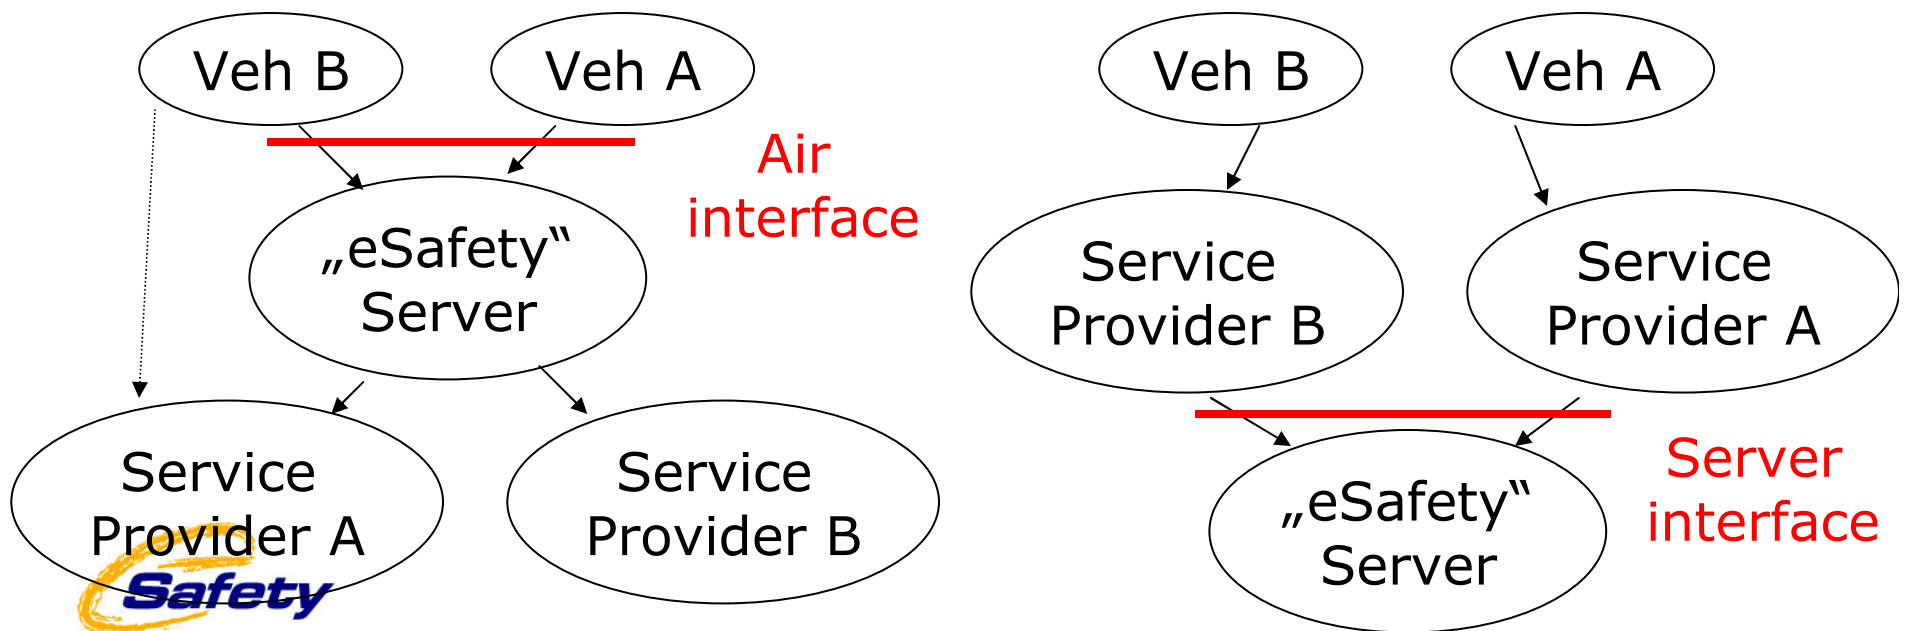 Veh B
Veh A
Air
interface
„eSafety“
Server
Service
Provider A
Service
Provider B
Safety
Veh B
Veh A
Service
Provider B
Service
Provider A
Server
interface
„eSafety“
Server